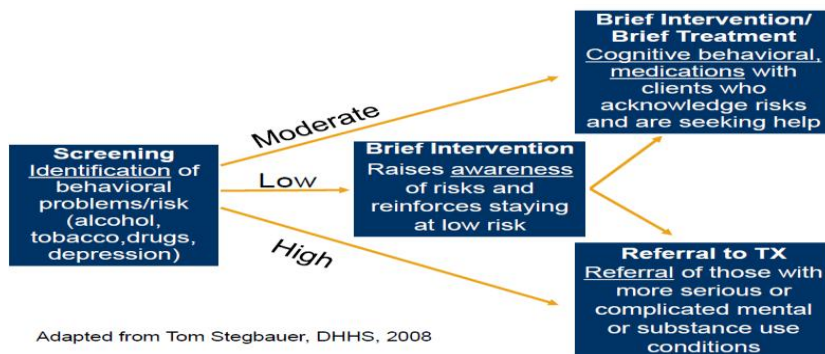 Screening
Identification of
behavioral
problems/risk
(alcohol,
tobacco,drugs,
depression)
Moderate
Low
High
Brief Intervention
Raises awareness
of risks and
reinforces staying
at low risk
Brief Intervention/
Brief Treatment
Cognitive behavioral,
medications with
clients who
acknowledge risks
and are seeking help
Referral to TX
Referral of those with
more serious or
complicated mental
or substance use
conditions
Adapted from Tom Stegbauer, DHHS, 2008